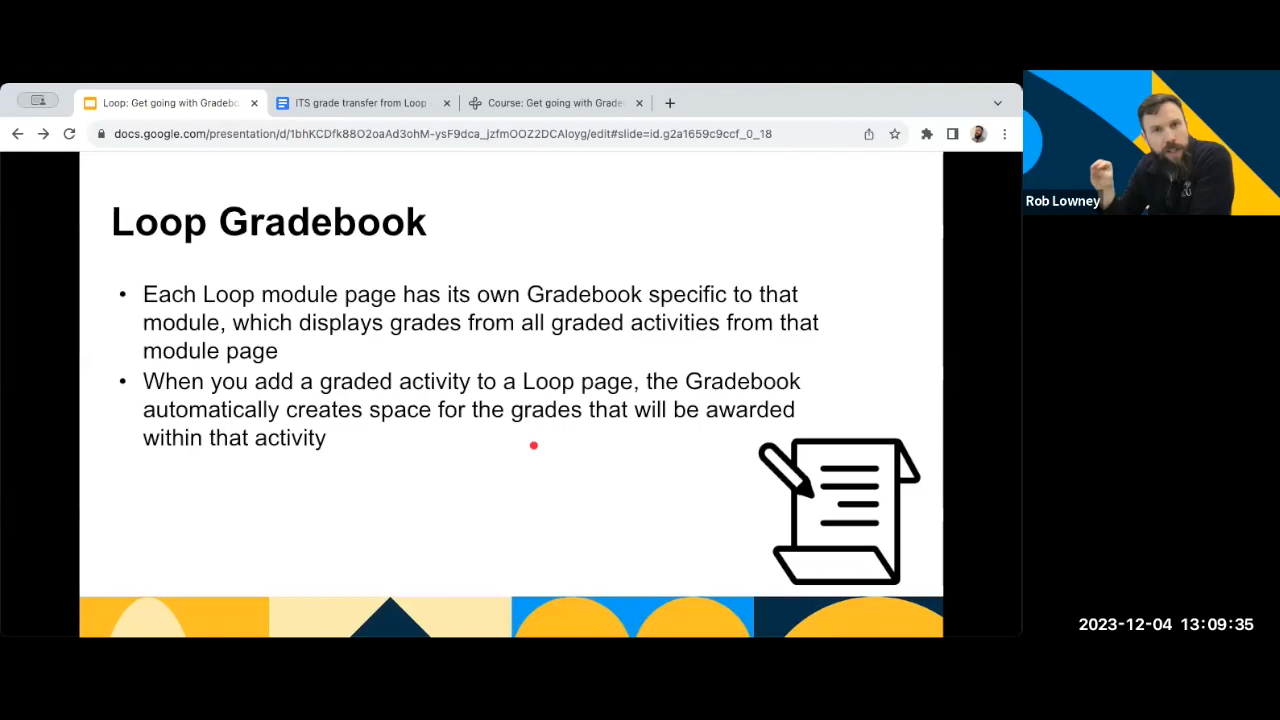 Loop: Get going with Gradebo
ITS grade transfer from Loop
Course: Get going with Grade
docs.google.com/presentation/d/1bhKCDfk88O2oaAd3ohM-ysF9dca_jzfmOOZ2DCAloyg/edit#slide=id.g2a1659c9ccf_0_18
Rob Lowney
Loop Gradebook
• Each Loop module page has its own Gradebook specific to that
module, which displays grades from all graded activities from that
module page
• When you add a graded activity to a Loop page, the Gradebook
automatically creates space for the grades that will be awarded
within that activity
2023-12-04 13:09:35